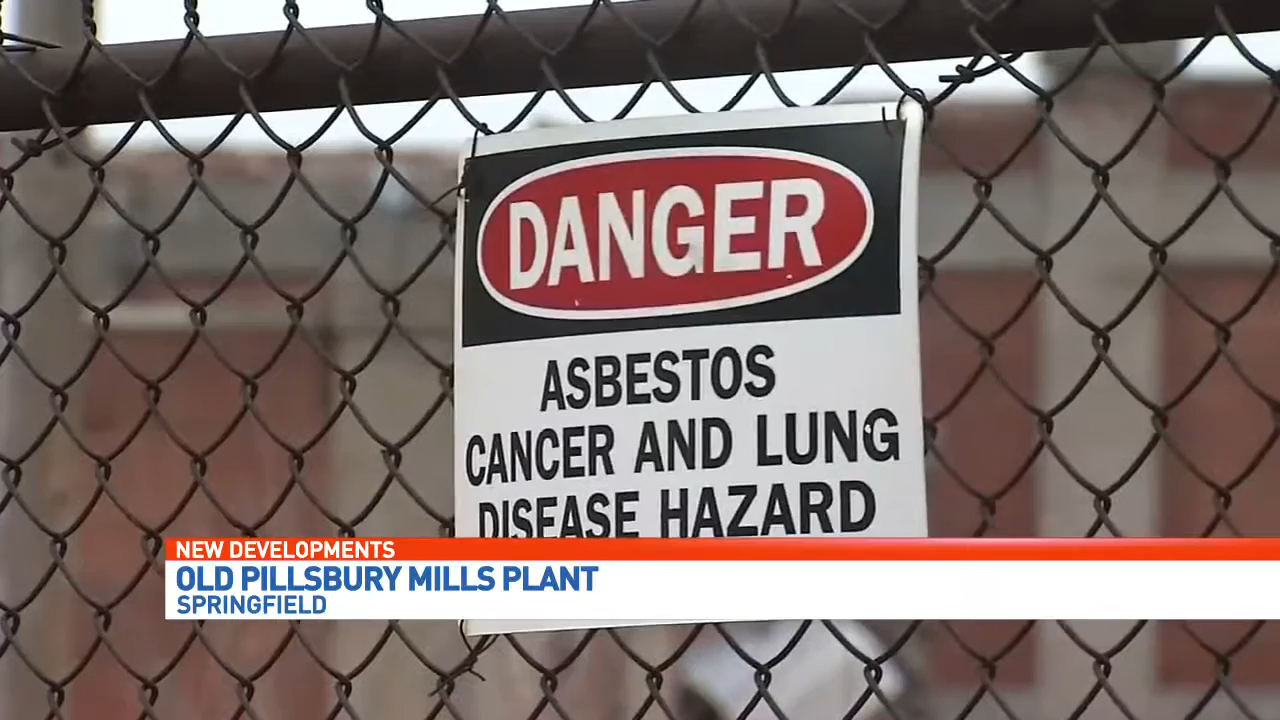 DANGER
ASBESTOS
CANCER AND LUNG
DISEASE HAZARD
NEW DEVELOPMENTS
OLD PILLSBURY MILLS PLANT
SPRINGFIELD